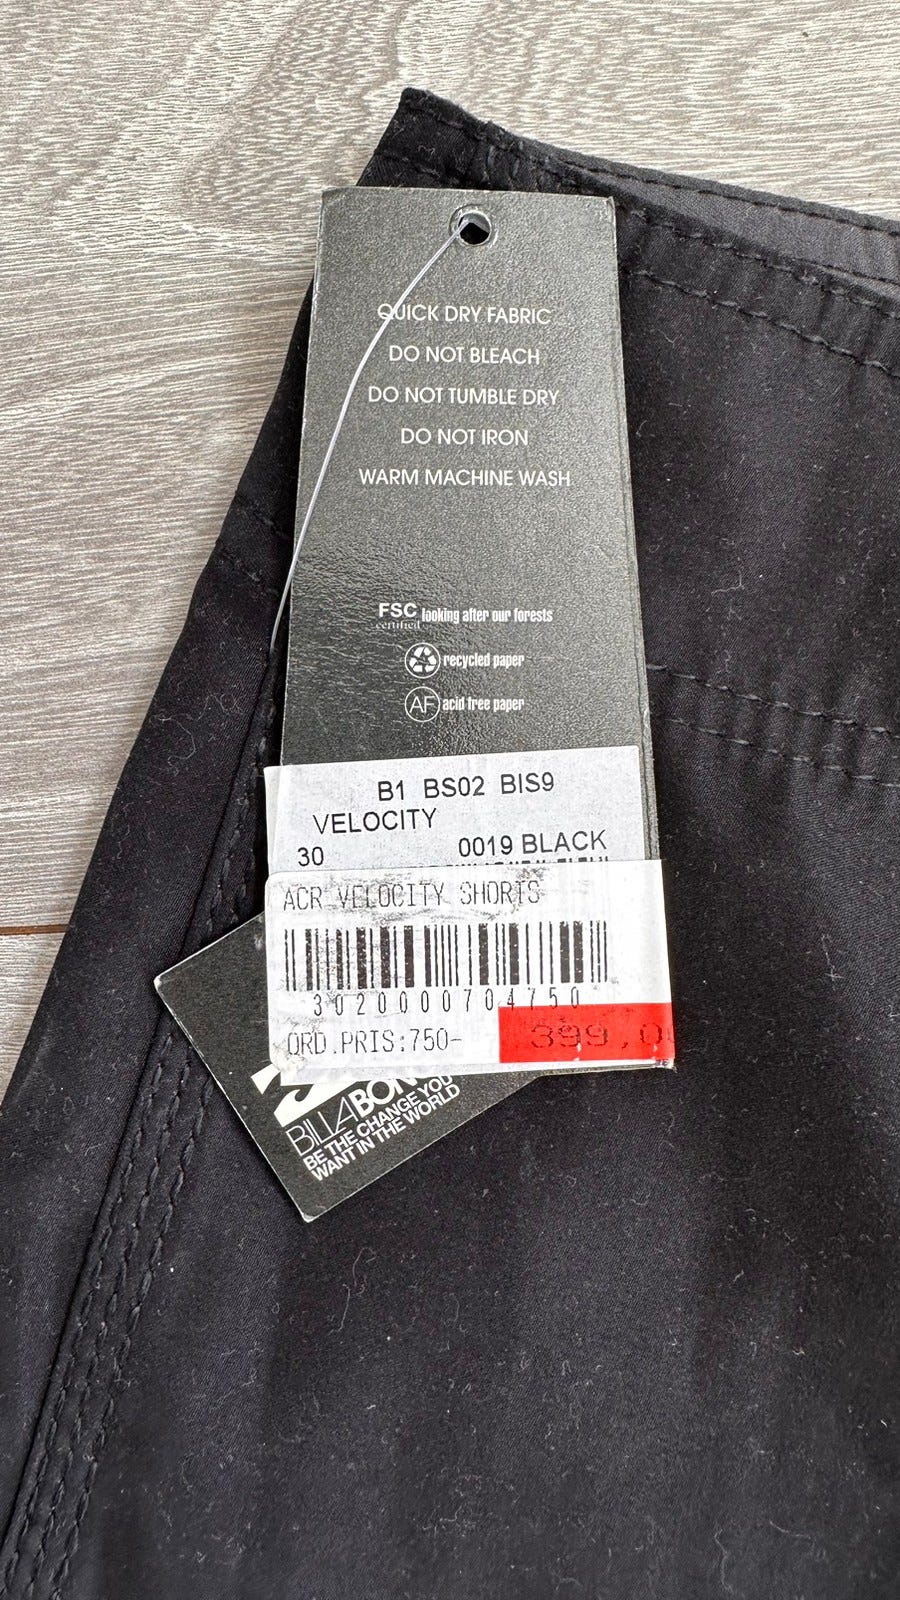 QUICK DRY FABRIC
DO NOT BLEACH
DO NOT TUMBLE DRY
DO NOT IRON
WARM MACHINE WASH
FSC looking after our forests
certified
recycled paper
AF acid free paper
B1 BS02 BIS9
VELOCITY
30 0019 BLACK
ACR VELOCITY SHORTS
3020000704750
ORD.PRIS:750-
399,0
BILLABON
BE THE CHANGE YOU
WANT IN THE WORLD